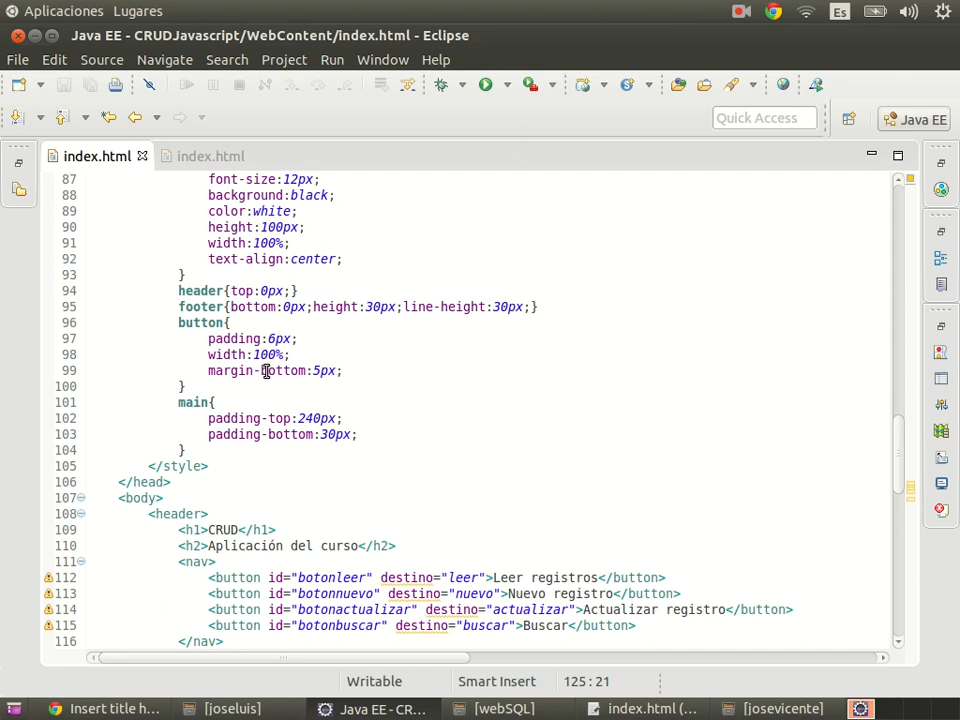 Aplicaciones Lugares Es
Java EE - CRUDJavascript/WebContent/index.html - Eclipse
File Edit Source Navigate Search Project Run Window Help
Quick Access Java EE
index.html index.html
87 font-size:12px;
88 background:black;
89 color:white;
90 height:100px;
91 width:100%;
92 text-align:center;
93 }
94 header{top:0px;}
95 footer{bottom:0px;height:30px;line-height:30px;}
96 button{
97 padding:6px;
98 width:100%;
99 margin-bottom:5px;
100 }
101 main{
102 padding-top:240px;
103 padding-bottom:30px;
104 }
105 </style>
106 </head>
107 <body>
108 <header>
109 <h1>CRUD</h1>
110 <h2>Aplicación del curso</h2>
111 <nav>
112 <button id="botonleer" destino="leer">Leer registros</button>
113 <button id="botonnuevo" destino="nuevo">Nuevo registro</button>
114 <button id="botonactualizar" destino="actualizar">Actualizar registro</button>
115 <button id="botonbuscar" destino="buscar">Buscar</button>
116 </nav>
Writable Smart Insert 125 : 21
Insert title h... [joseluis] Java EE - CR... [webSQL] index.html (... [josevicente]